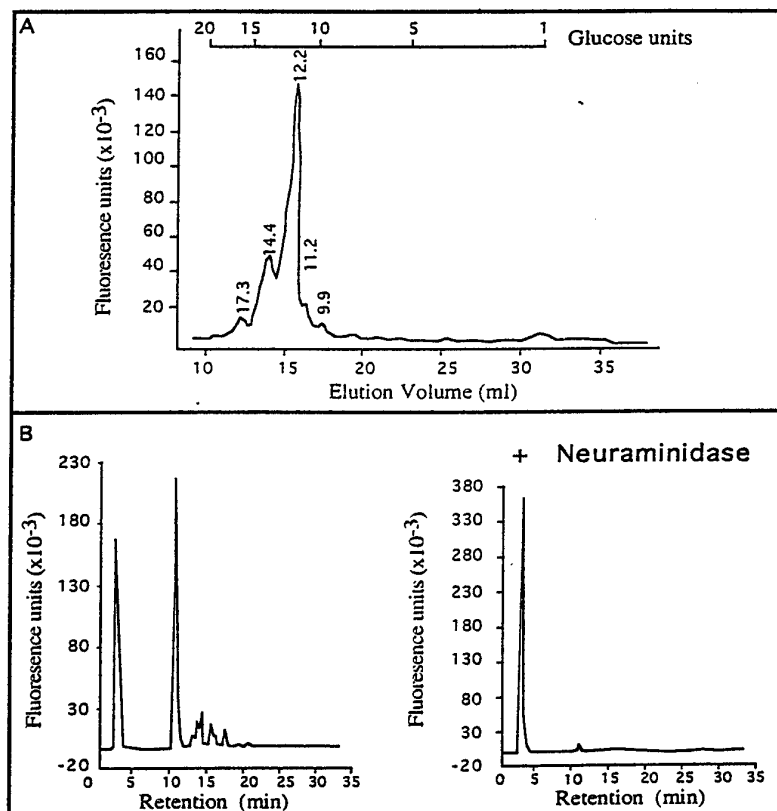 A
20 15 10 5 1 Glucose units
Fluoresence units (x10-3)
160
140
120
100
80
60
40
20
17.3
14.4
12.2
11.2
9.9
10 15 20 25 30 35
Elution Volume (ml)
B
Fluoresence units (x10-3)
230
180
130
80
30
-20
0 5 10 15 20 25 30 35
Retention (min)
+ Neuraminidase
Fluoresence units (x10-3)
380
330
280
230
180
130
80
30
-20
0 5 10 15 20 25 30 35
Retention (min)